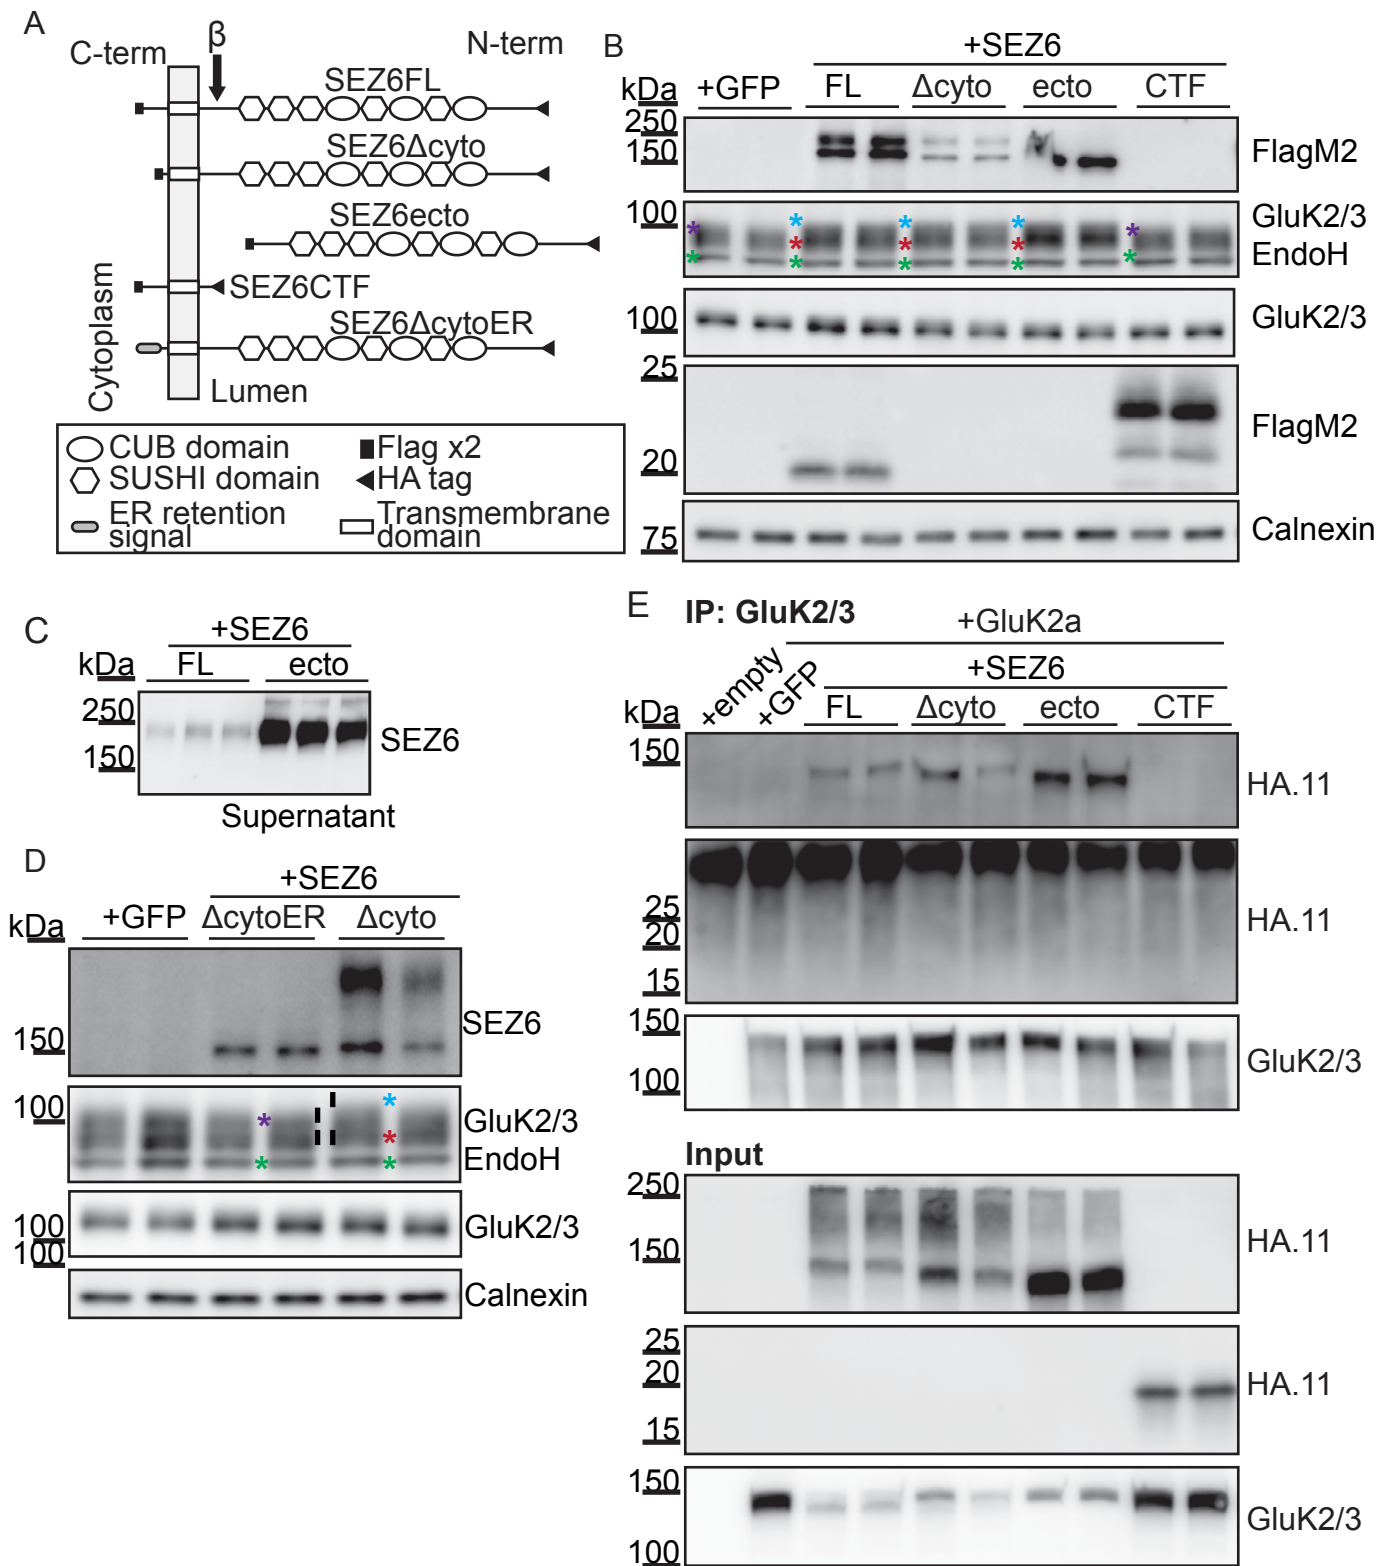 A
C-term
β
N-term
SEZ6FL
SEZ6Δcyto
SEZ6ecto
SEZ6CTF
SEZ6ΔcytoER
Cytoplasm
Lumen
CUB domain
SUSHI domain
ER retention
signal
Flag x2
HA tag
Transmembrane
domain
B
+SEZ6
kDa
+GFP
FL
Δcyto
ecto
CTF
250
150
FlagM2
100
* * * * * * * * * * * * *
GluK2/3
EndoH
100
GluK2/3
25
20
FlagM2
75
Calnexin
C
+SEZ6
kDa
FL
ecto
250
150
SEZ6
Supernatant
D
+SEZ6
kDa
+GFP
ΔcytoER
Δcyto
150
SEZ6
100
* * * * *
GluK2/3
EndoH
100
GluK2/3
100
Calnexin
E
IP: GluK2/3
+GluK2a
+SEZ6
kDa
+empty
+GFP
FL
Δcyto
ecto
CTF
150
HA.11
25
20
15
HA.11
150
100
GluK2/3
Input
250
150
HA.11
25
20
15
HA.11
150
100
GluK2/3